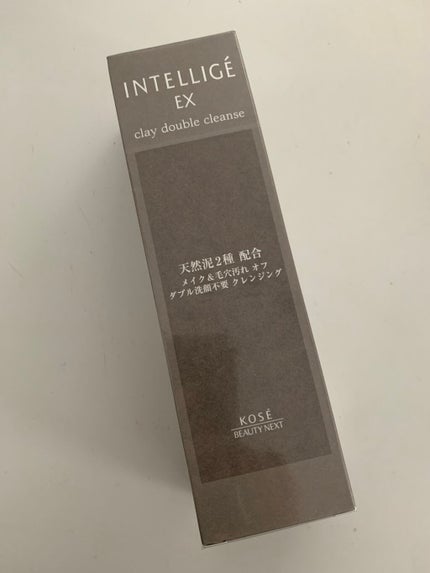 INTELLIGÉ
EX
clay double cleanse
天然泥2種 配合
メイク&毛穴汚れ オフ
ダブル洗顔不要 クレンジング
KOSÉ
BEAUTY NEXT